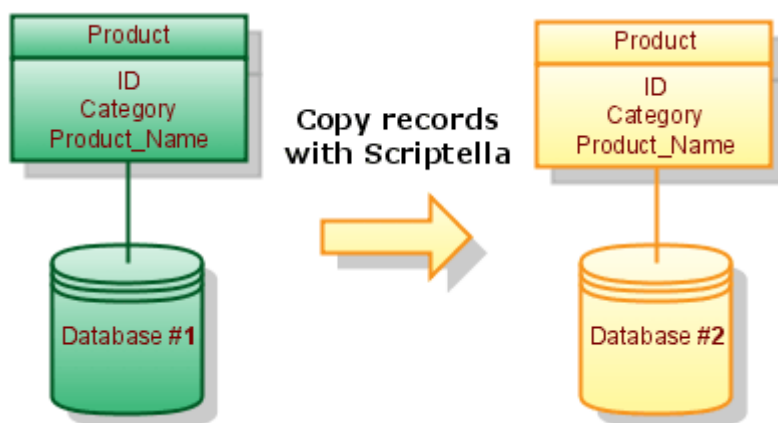 Product
ID
Category
Product_Name
Database #1
Copy records
with Scriptella
Product
ID
Category
Product_Name
Database #2